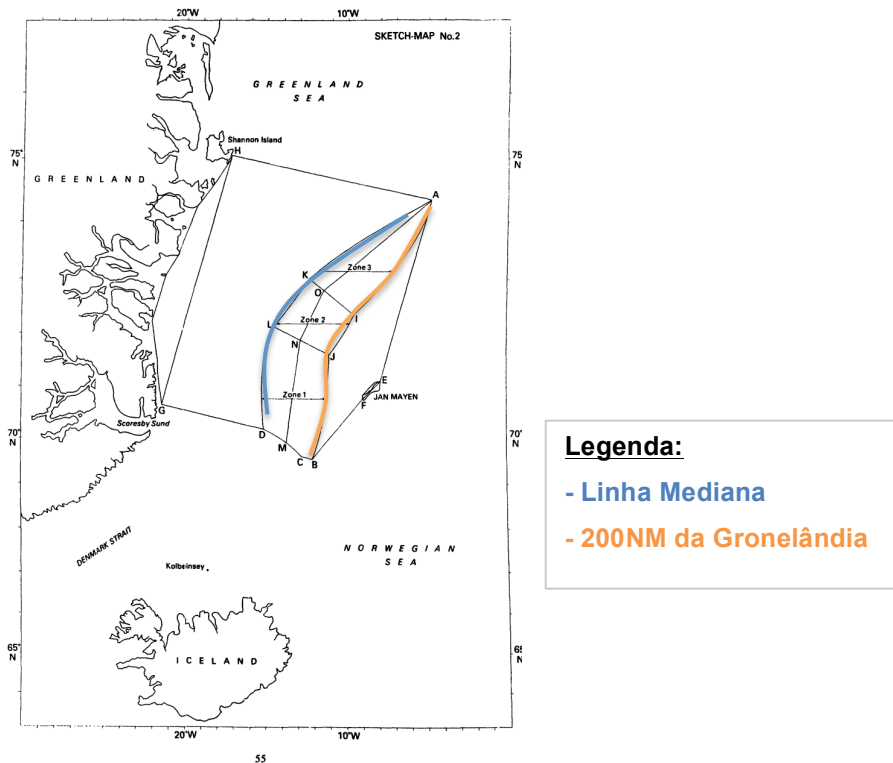 20°W 10°W
SKETCH-MAP No.2
GREENLAND
SEA
Shannon Island
H
75°
N
75
N
GREENLAND
A
K
Zone 3
O
L
Zone 2
I
N
J
E
Zone 1
JAN MAYEN
F
G
Scoresby Sund
70°
N
70°
N
D
M
C B
DENMARK STRAIT
NORWEGIAN
SEA
Kolbeinsey
65°
N
65
N
ICELAND
20°W 10°W
55
Legenda:
- Linha Mediana
- 200NM da Gronelândia